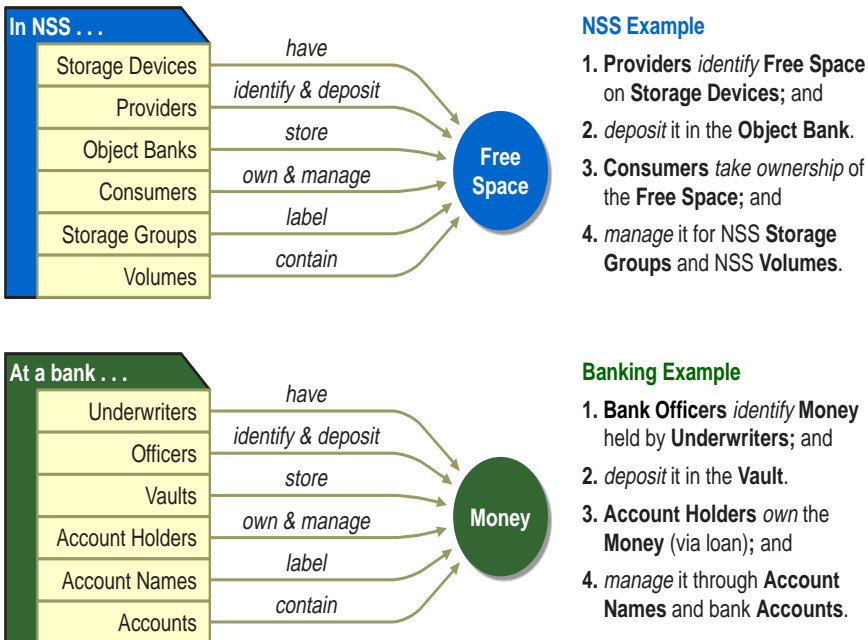 In NSS . . .
Storage Devices
Providers
Object Banks
Consumers
Storage Groups
Volumes
have
identify & deposit
store
own & manage
label
contain
Free
Space
NSS Example
1. Providers identify Free Space
on Storage Devices; and
2. deposit it in the Object Bank.
3. Consumers take ownership of
the Free Space; and
4. manage it for NSS Storage
Groups and NSS Volumes.
At a bank . . .
Underwriters
Officers
Vaults
Account Holders
Account Names
Accounts
have
identify & deposit
store
own & manage
label
contain
Money
Banking Example
1. Bank Officers identify Money
held by Underwriters; and
2. deposit it in the Vault.
3. Account Holders own the
Money (via loan); and
4. manage it through Account
Names and bank Accounts.